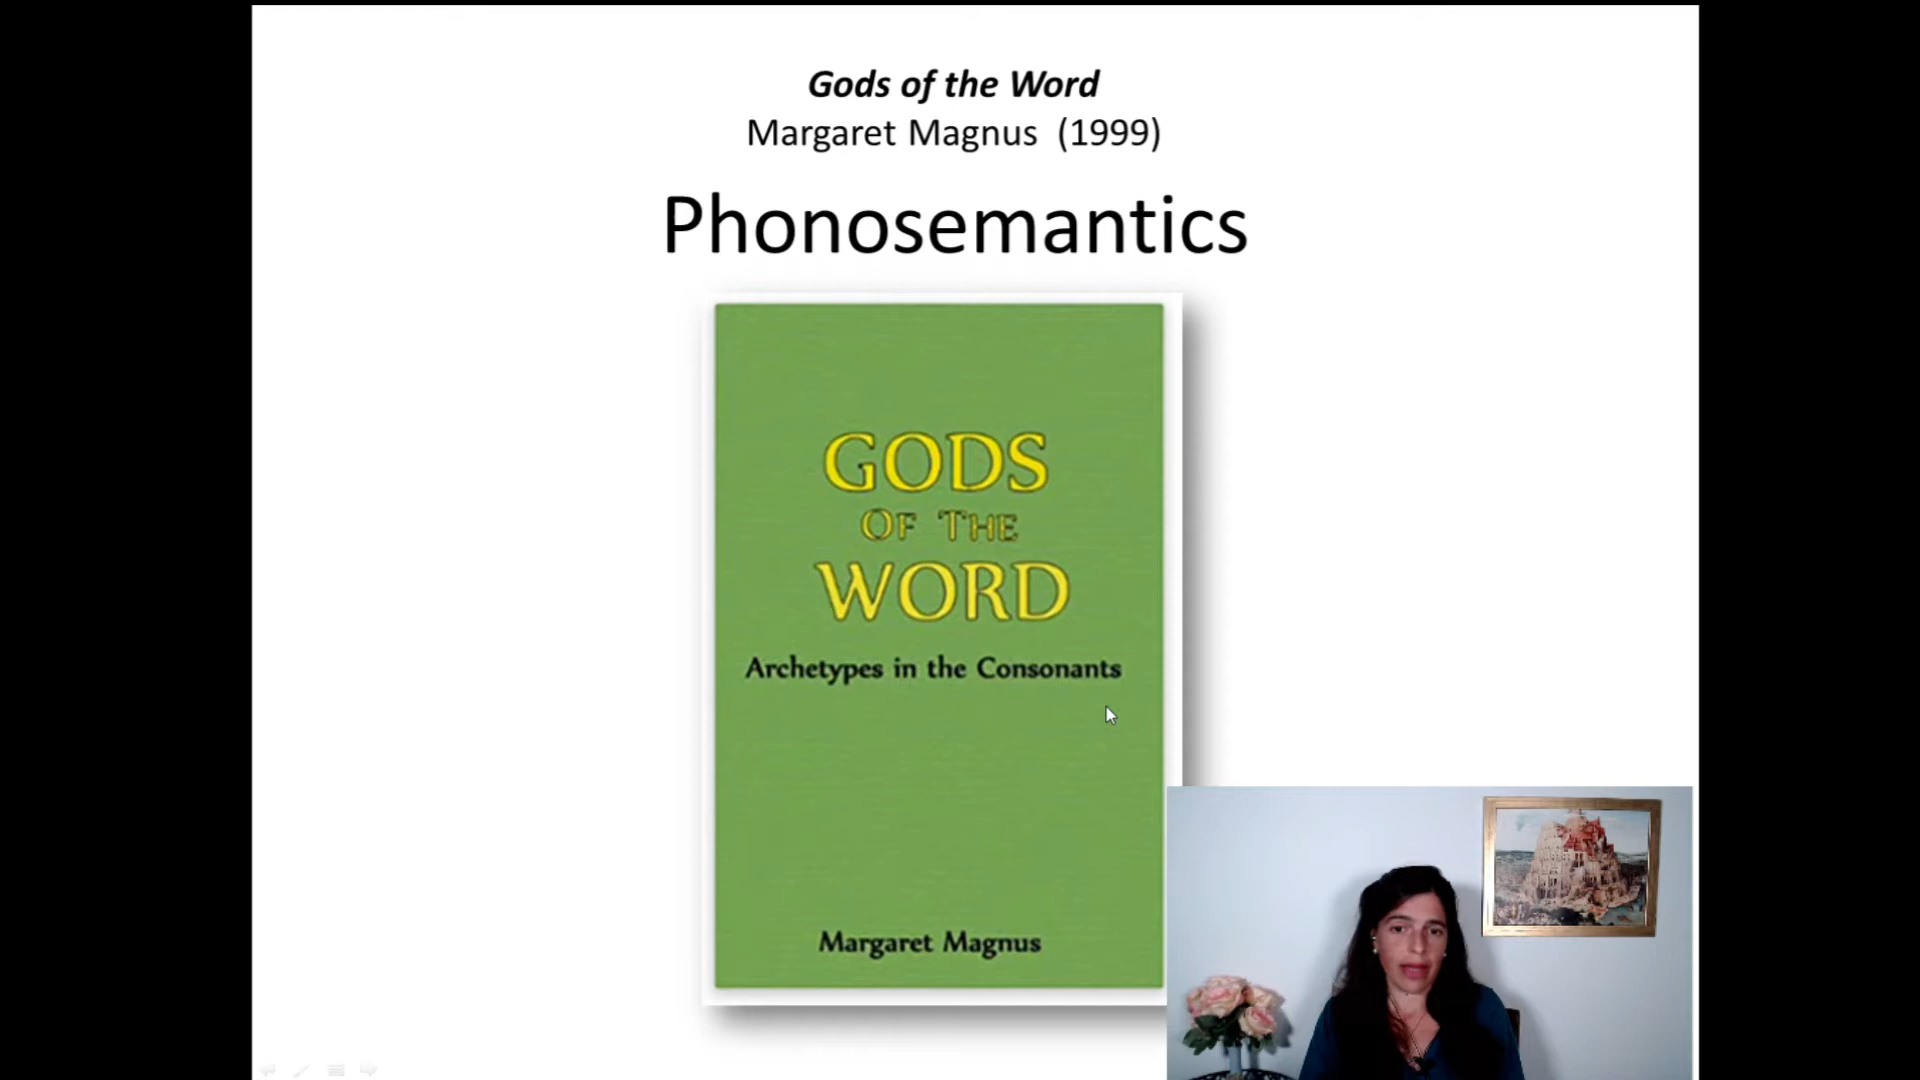 Gods of the Word
Margaret Magnus (1999)
Phonosemantics
GODS
OF THE
WORD
Archetypes in the Consonants
Margaret Magnus